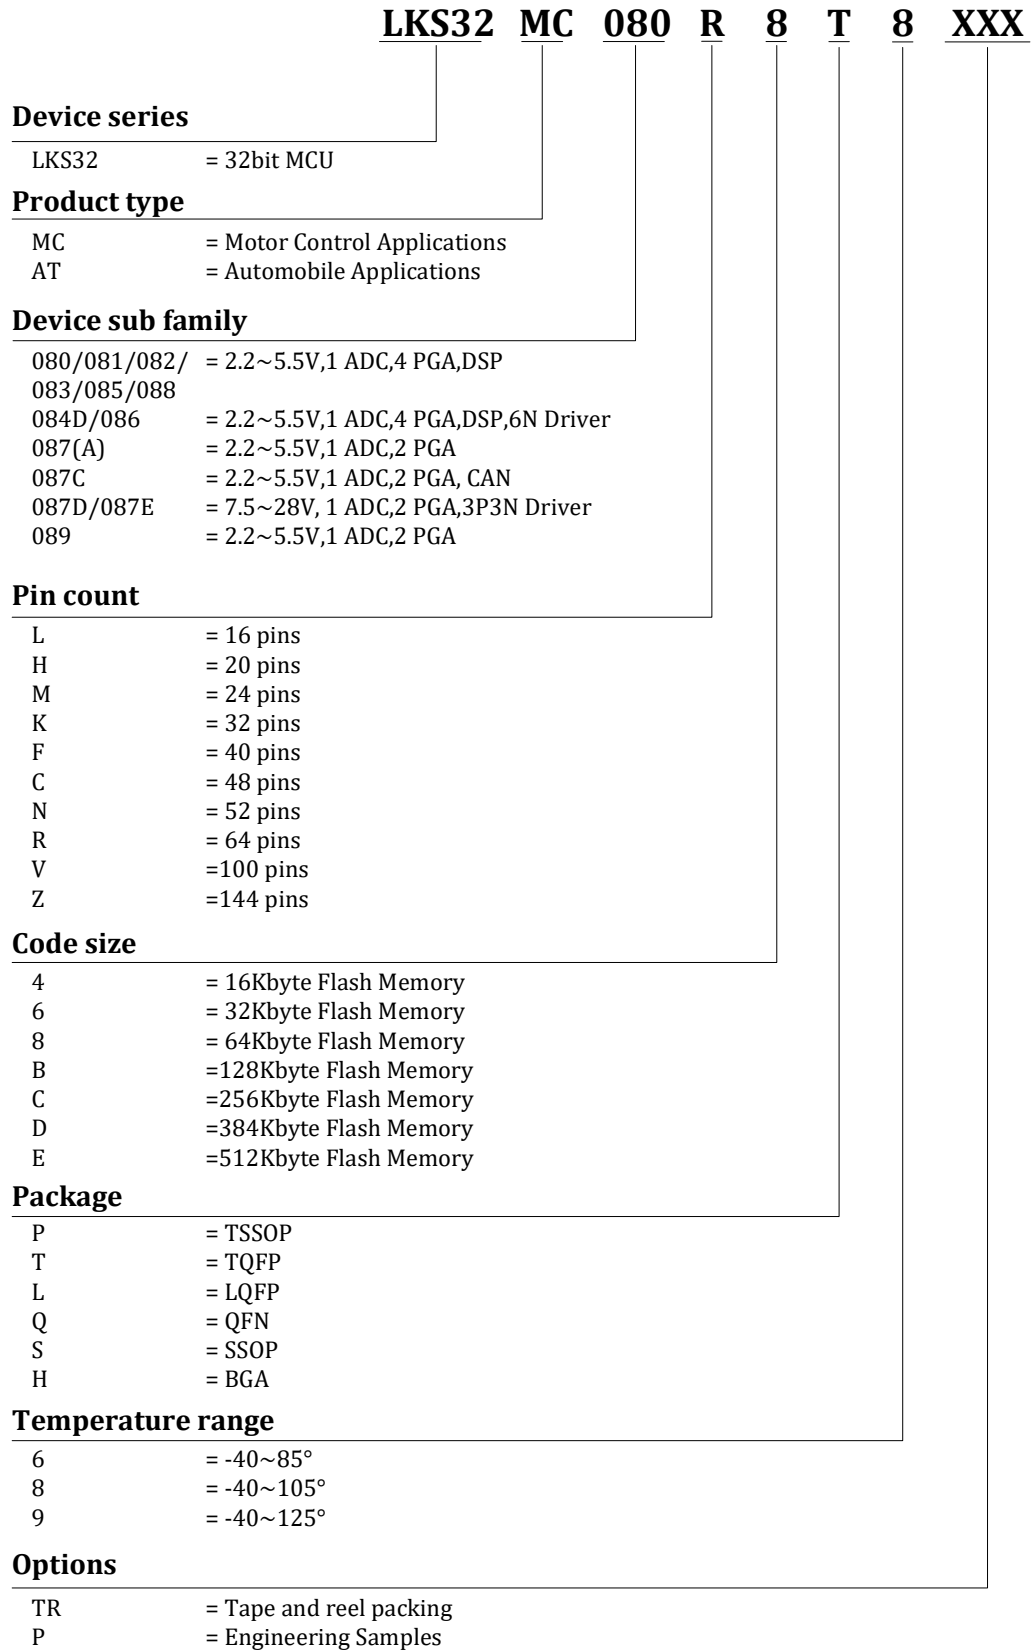 LKS32 MC 080 R 8 T 8 XXX
Device series
LKS32 = 32bit MCU
Product type
MC = Motor Control Applications
AT = Automobile Applications
Device sub family
080/081/082/ = 2.2~5.5V,1 ADC,4 PGA,DSP
083/085/088
084D/086 = 2.2~5.5V,1 ADC,4 PGA,DSP,6N Driver
087(A) = 2.2~5.5V,1 ADC,2 PGA
087C = 2.2~5.5V,1 ADC,2 PGA, CAN
087D/087E = 7.5~28V, 1 ADC,2 PGA,3P3N Driver
089 = 2.2~5.5V,1 ADC,2 PGA
Pin count
L = 16 pins
H = 20 pins
M = 24 pins
K = 32 pins
F = 40 pins
C = 48 pins
N = 52 pins
R = 64 pins
V =100 pins
Z =144 pins
Code size
4 = 16Kbyte Flash Memory
6 = 32Kbyte Flash Memory
8 = 64Kbyte Flash Memory
B =128Kbyte Flash Memory
C =256Kbyte Flash Memory
D =384Kbyte Flash Memory
E =512Kbyte Flash Memory
Package
P = TSSOP
T = TQFP
L = LQFP
Q = QFN
S = SSOP
H = BGA
Temperature range
6 = -40~85°
8 = -40~105°
9 = -40~125°
Options
TR = Tape and reel packing
P = Engineering Samples